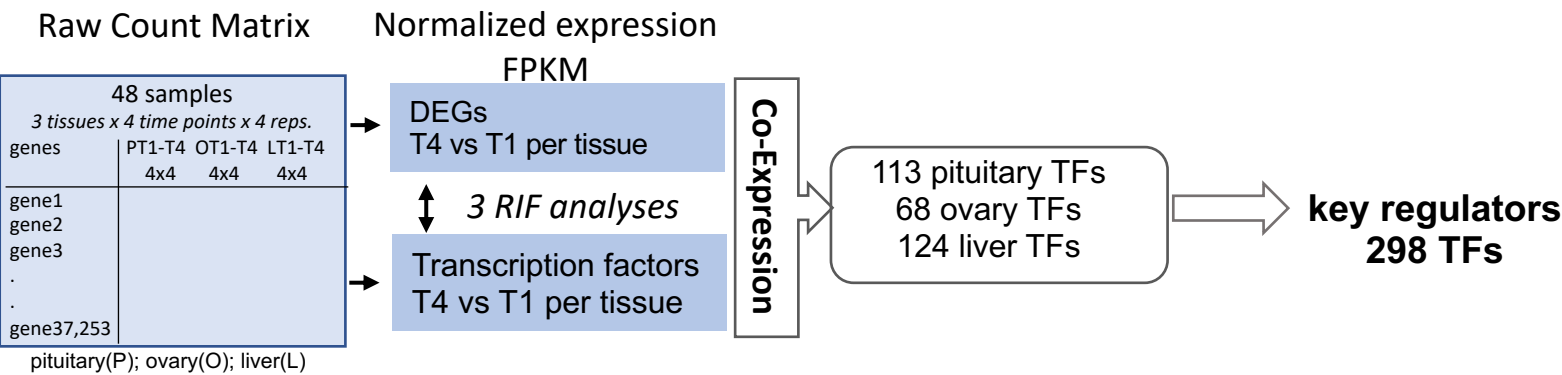 Raw Count Matrix
48 samples
3 tissues x 4 time points x 4 reps.
genes PT1-T4 OT1-T4 LT1-T4
4x4 4x4 4x4
gene1
gene2
gene3
.
.
gene37,253
pituitary(P); ovary(O); liver(L)
Normalized expression
FPKM
DEGs
T4 vs T1 per tissue
3 RIF analyses
Transcription factors
T4 vs T1 per tissue
Co-Expression
113 pituitary TFs
68 ovary TFs
124 liver TFs
key regulators
298 TFs